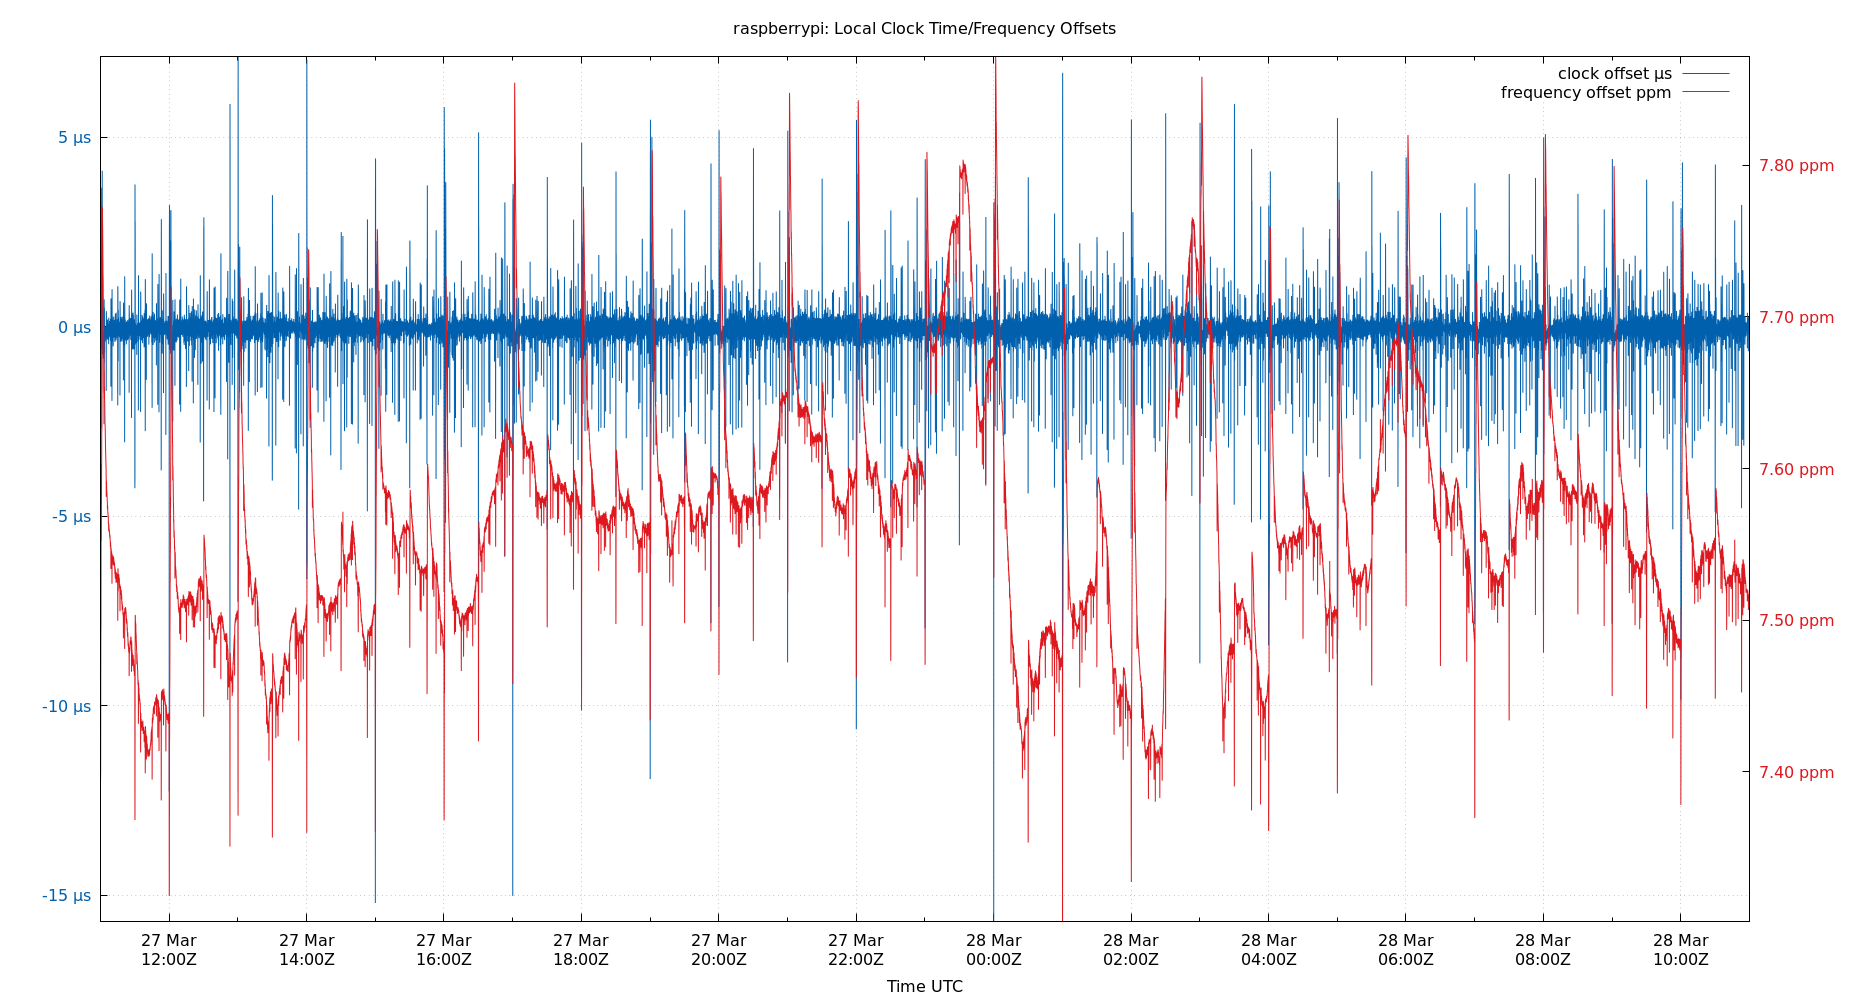 raspberrypi: Local Clock Time/Frequency Offsets
clock offset µs
frequency offset ppm
5 µs
0 µs
-5 µs
-10 µs
-15 µs
7.80 ppm
7.70 ppm
7.60 ppm
7.50 ppm
7.40 ppm
27 Mar 27 Mar 27 Mar 27 Mar 27 Mar 27 Mar 28 Mar 28 Mar 28 Mar 28 Mar 28 Mar 28 Mar
12:00Z 14:00Z 16:00Z 18:00Z 20:00Z 22:00Z 00:00Z 02:00Z 04:00Z 06:00Z 08:00Z 10:00Z
Time UTC